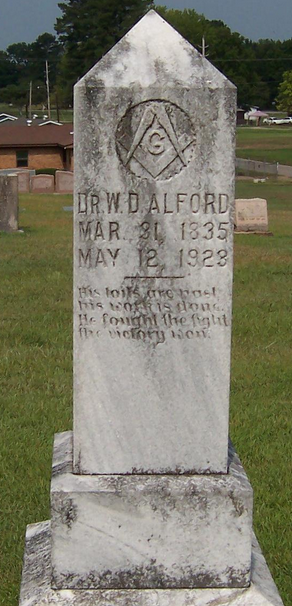 G
DR. W. D. ALFORD
MAR. 31, 1835
MAY 12, 1923
His toils are past,
his work is done.
He fought the fight
the victory won.